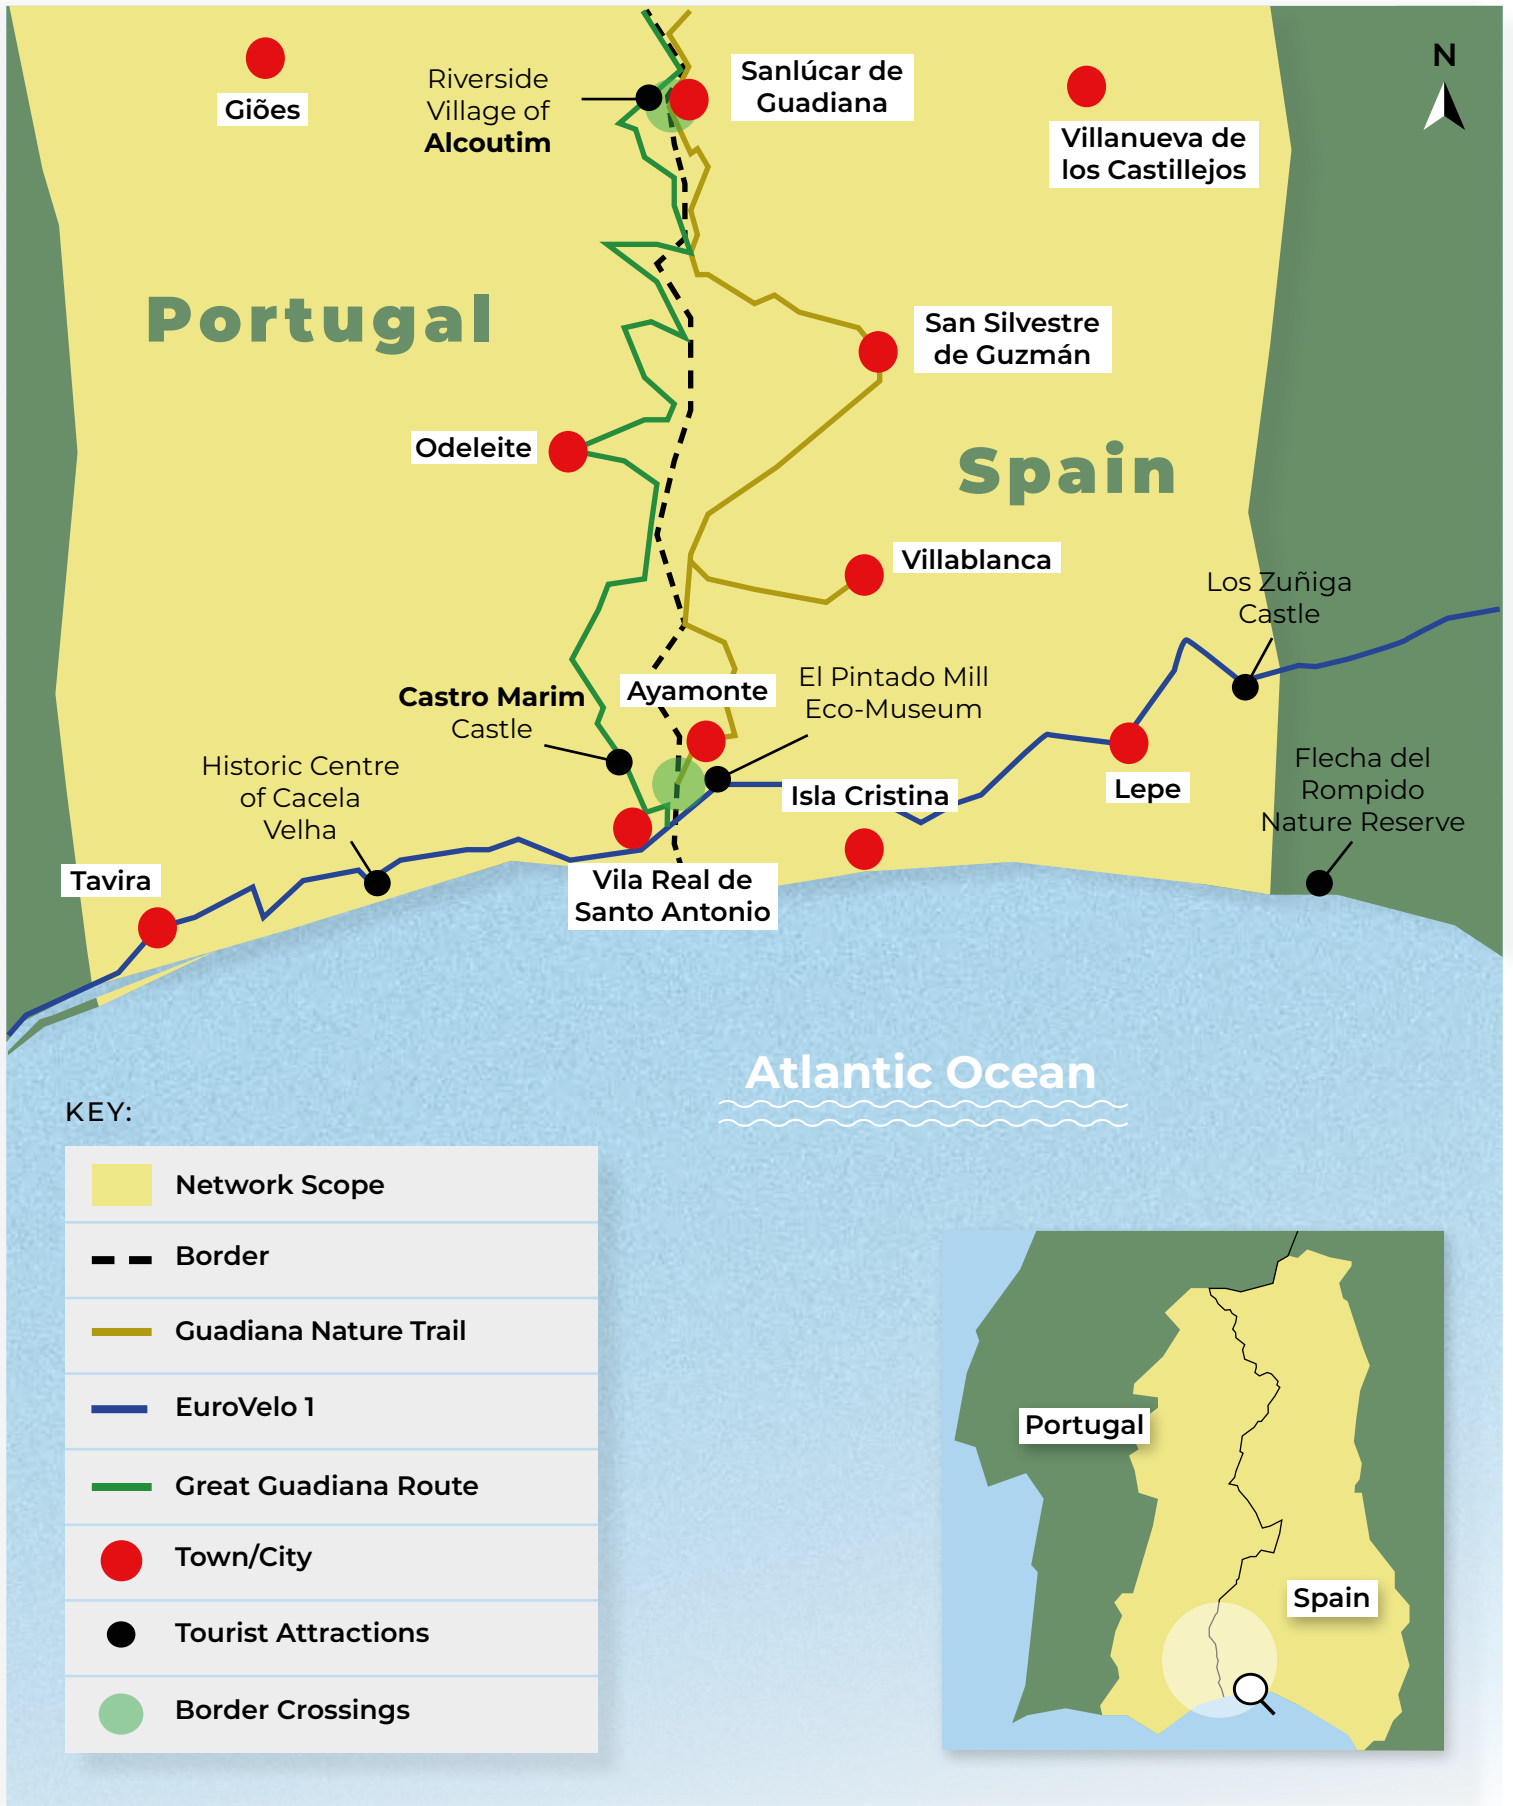 N
Giões
Riverside
Village of
Alcoutim
Sanlúcar de
Guadiana
Villanueva de
los Castillejos
Portugal
San Silvestre
de Guzmán
Odeleite
Spain
Villablanca
Los Zuñiga
Castle
Castro Marim
Castle
Ayamonte
El Pintado Mill
Eco-Museum
Historic Centre
of Cacela
Velha
Isla Cristina
Lepe
Flecha del
Rompido
Nature Reserve
Tavira
Vila Real de
Santo Antonio
Atlantic Ocean
KEY:
Network Scope
Border
Guadiana Nature Trail
EuroVelo 1
Great Guadiana Route
Town/City
Tourist Attractions
Border Crossings
Portugal
Spain